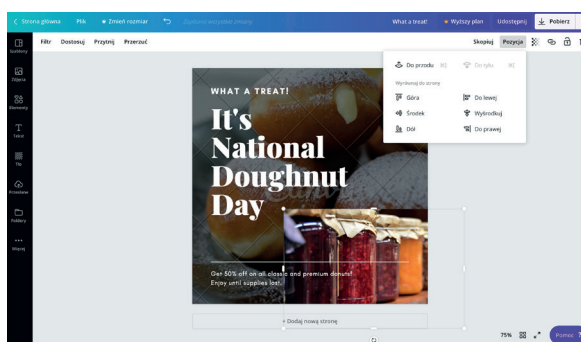 Strona główna Plik Zmień rozmiar What a treat! Wyższy plan Udostępnij Pobierz
Filtr Dostosuj Przytnij Przerzuć Skopiuj Pozycja
Szablony
Zdjęcia
Elementy
Tekst
Tło
Foldery
Więcej
Do przodu Do tyłu
Wyrównaj do strony
Góra Do lewej
Środek Wyśrodkuj
Dół Do prawej
WHAT A TREAT!
It's
National
Doughnut
Day
Get 50% off on all classic and premium donuts!
Enjoy until supplies last.
+ Dodaj nową stronę
75% Pomoc ?